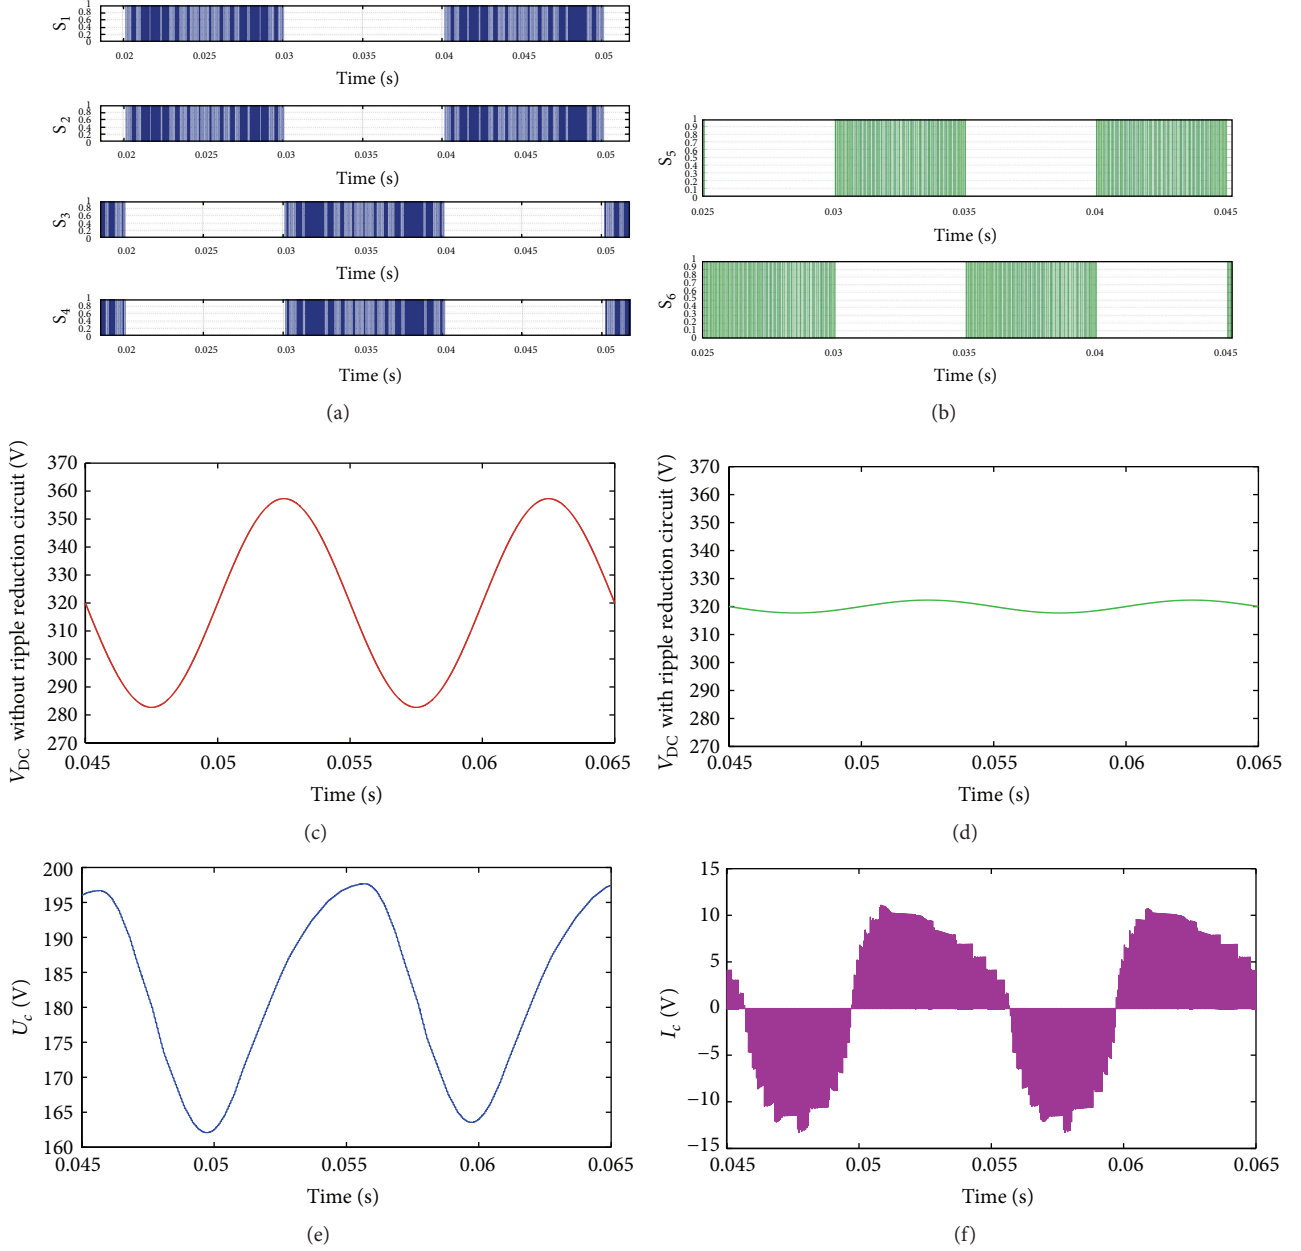 S1
1
0.8
0.6
0.4
0.2
0
0.02 0.025 0.03 0.035 0.04 0.045 0.05
Time (s)
S2
1
0.8
0.6
0.4
0.2
0
0.02 0.025 0.03 0.035 0.04 0.045 0.05
Time (s)
S3
1
0.8
0.6
0.4
0.2
0
0.02 0.025 0.03 0.035 0.04 0.045 0.05
Time (s)
S4
1
0.8
0.6
0.4
0.2
0
0.02 0.025 0.03 0.035 0.04 0.045 0.05
Time (s)
(a)
S5
1
0.9
0.8
0.7
0.6
0.5
0.4
0.3
0.2
0.1
0
0.025 0.03 0.035 0.04 0.045
Time (s)
S6
1
0.9
0.8
0.7
0.6
0.5
0.4
0.3
0.2
0.1
0
0.025 0.03 0.035 0.04 0.045
Time (s)
(b)
VDC without ripple reduction circuit (V)
370
360
350
340
330
320
310
300
290
280
270
0.045 0.05 0.055 0.06 0.065
Time (s)
(c)
VDC with ripple reduction circuit (V)
370
360
350
340
330
320
310
300
290
280
270
0.045 0.05 0.055 0.06 0.065
Time (s)
(d)
Uc (V)
200
195
190
185
180
175
170
165
160
0.045 0.05 0.055 0.06 0.065
Time (s)
(e)
Ic (V)
15
10
5
0
−5
−10
−15
0.045 0.05 0.055 0.06 0.065
Time (s)
(f)